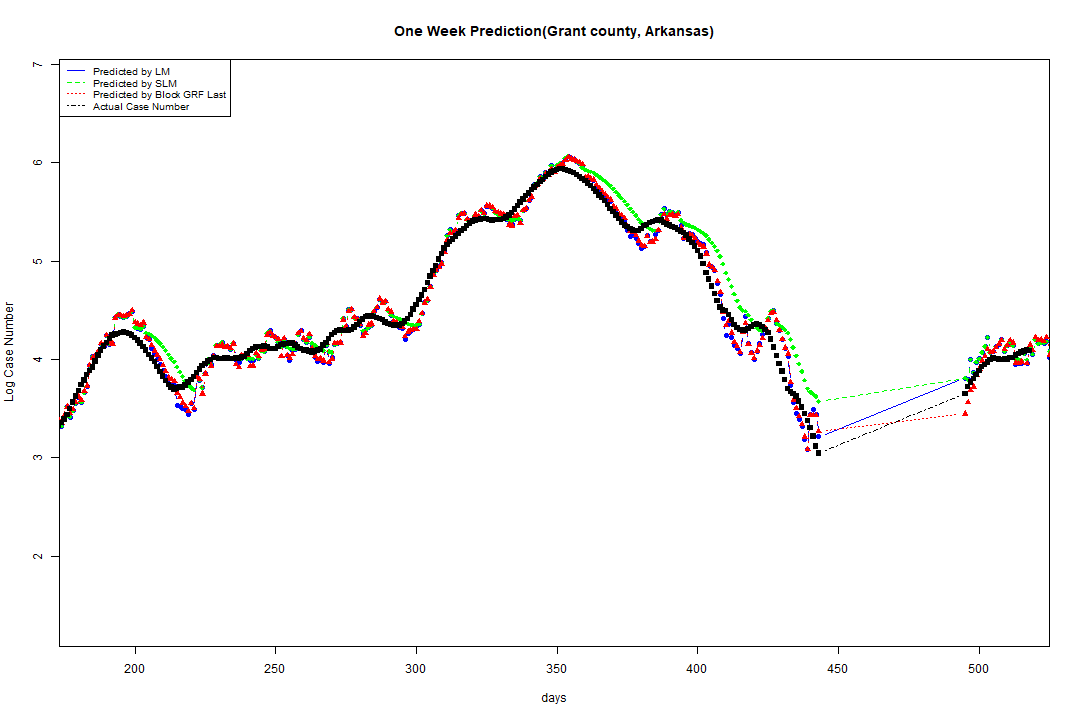 One Week Prediction(Grant county, Arkansas)
Predicted by LM
Predicted by SLM
Predicted by Block GRF Last
Actual Case Number
7
6
5
4
3
2
Log Case Number
200 250 300 350 400 450 500
days